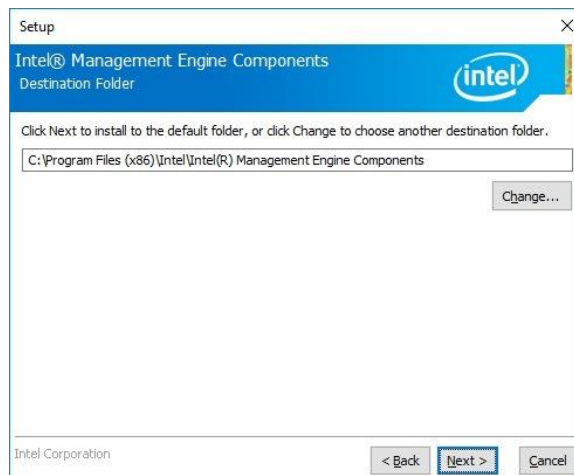 Setup
Intel® Management Engine Components
Destination Folder
intel
Click Next to install to the default folder, or click Change to choose another destination folder.
C:\Program Files (x86)\Intel\Intel(R) Management Engine Components
Change...
Intel Corporation
< Back
Next >
Cancel